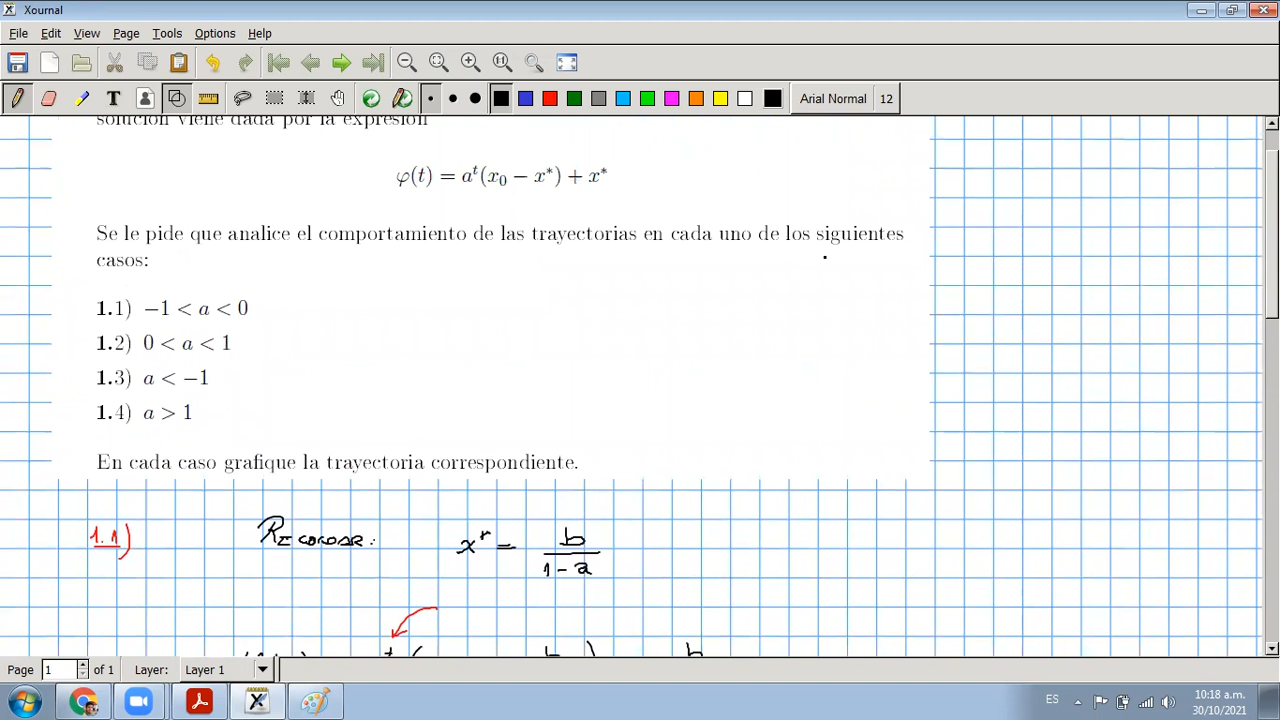 Xournal
File Edit View Page Tools Options Help
Arial Normal 12
solución viene dada por la expresión
φ(t) = a^t(x_0 − x*) + x*
Se le pide que analice el comportamiento de las trayectorias en cada uno de los siguientes
casos:
1.1) −1 < a < 0
1.2) 0 < a < 1
1.3) a < −1
1.4) a > 1
En cada caso grafique la trayectoria correspondiente.
1.1) Recordar: x* = b / (1 - a)
Page 1 of 1 Layer: Layer 1
ES 10:18 a.m.
30/10/2021